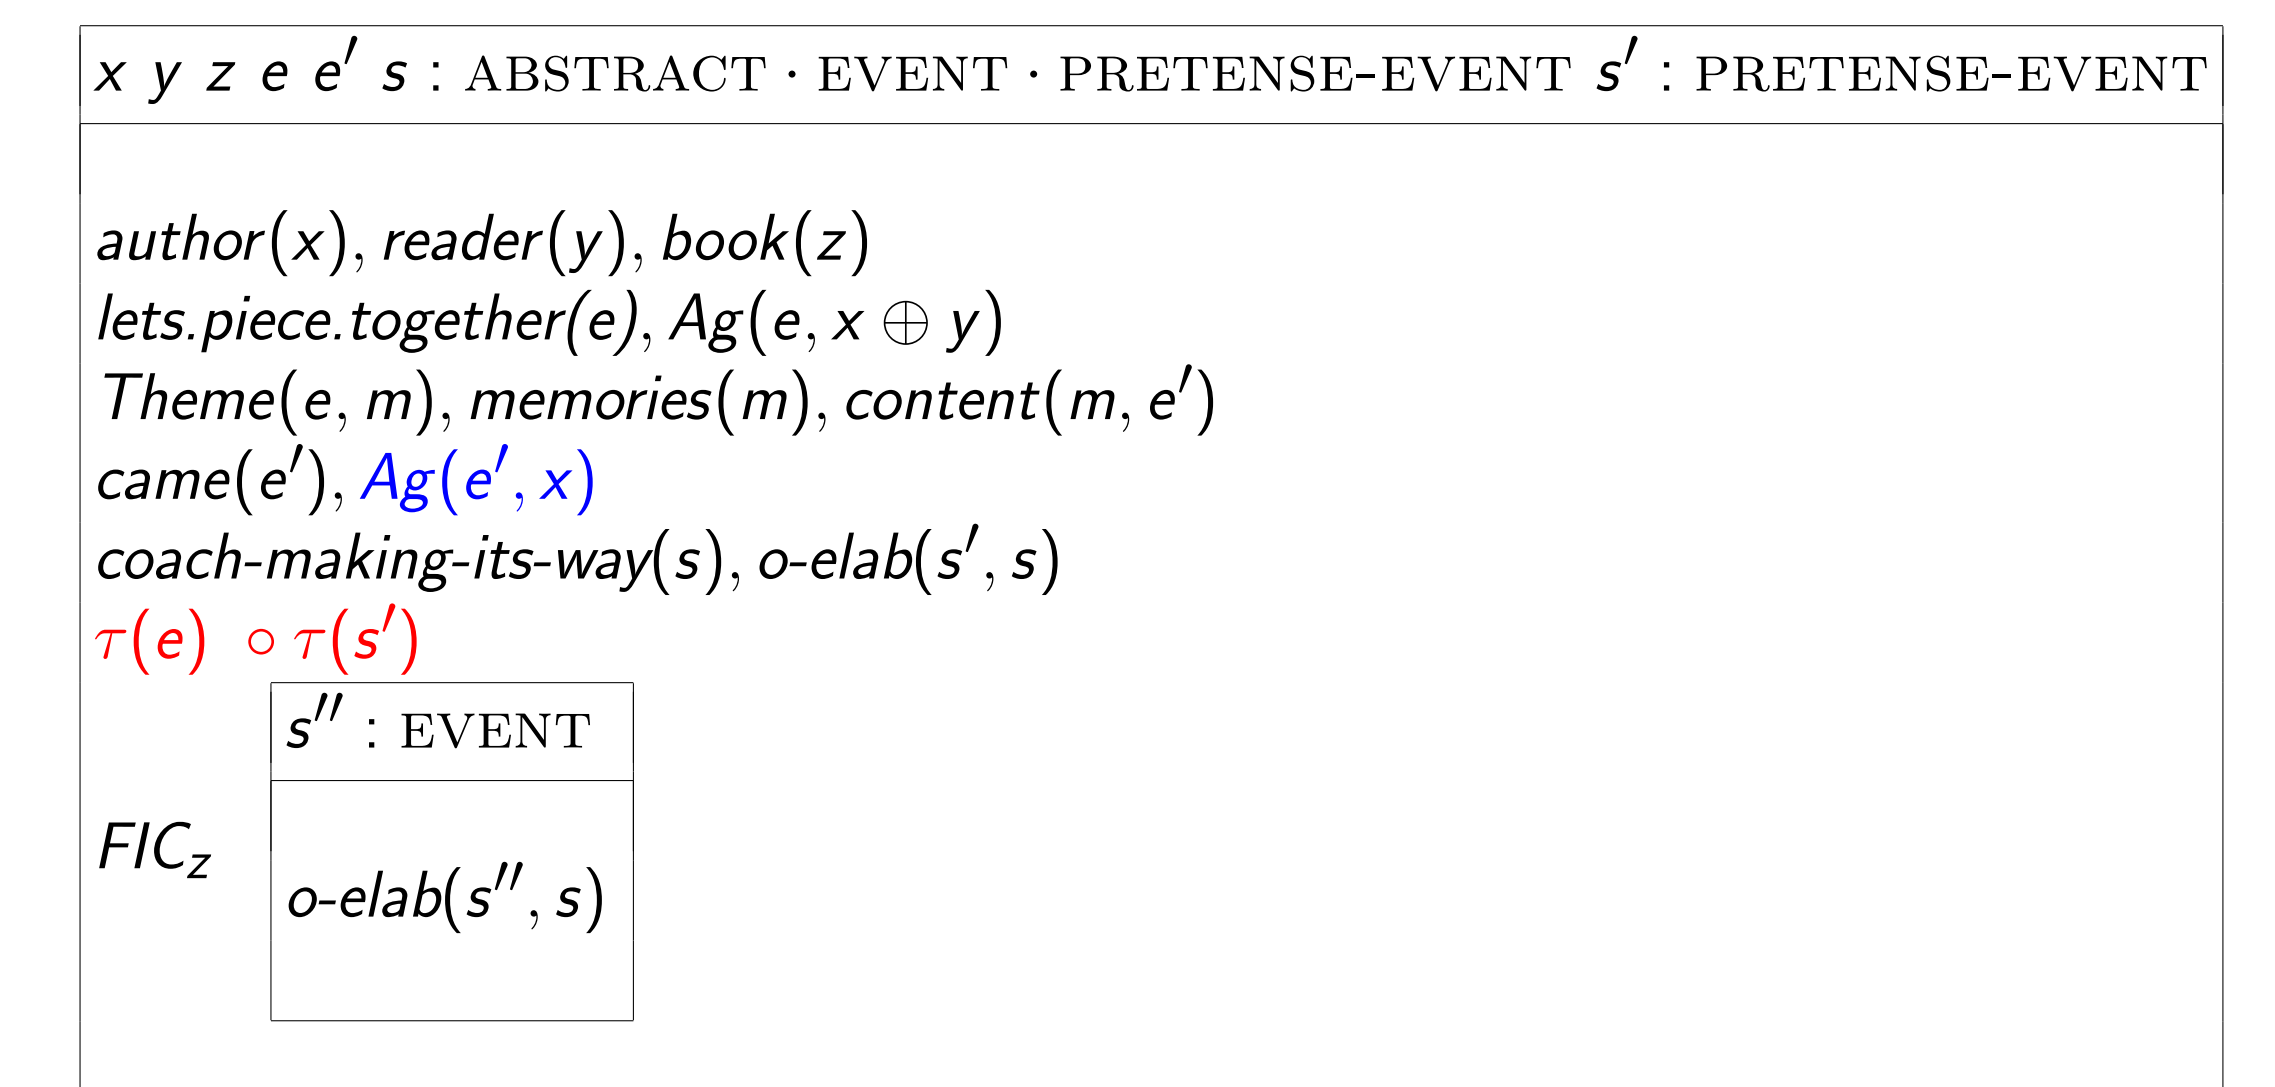 x y z e e′ s : ABSTRACT · EVENT · PRETENSE-EVENT s′ : PRETENSE-EVENT
author(x), reader(y), book(z)
lets.piece.together(e), Ag(e, x ⊕ y)
Theme(e, m), memories(m), content(m, e′)
came(e′), Ag(e′, x)
coach-making-its-way(s), o-elab(s′, s)
τ(e) ∘ τ(s′)
s″ : EVENT
FIC_z
o-elab(s″, s)